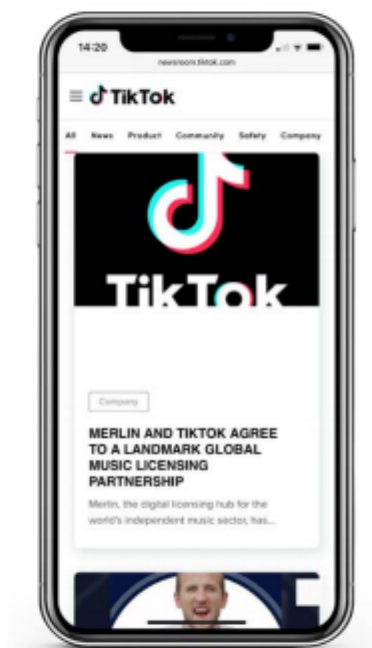 14:20
newsroom.tiktok.com
TikTok
All News Product Community Safety Company
TikTok
Company
MERLIN AND TIKTOK AGREE
TO A LANDMARK GLOBAL
MUSIC LICENSING
PARTNERSHIP
Merlin, the digital licensing hub for the
world's independent music sector, has...